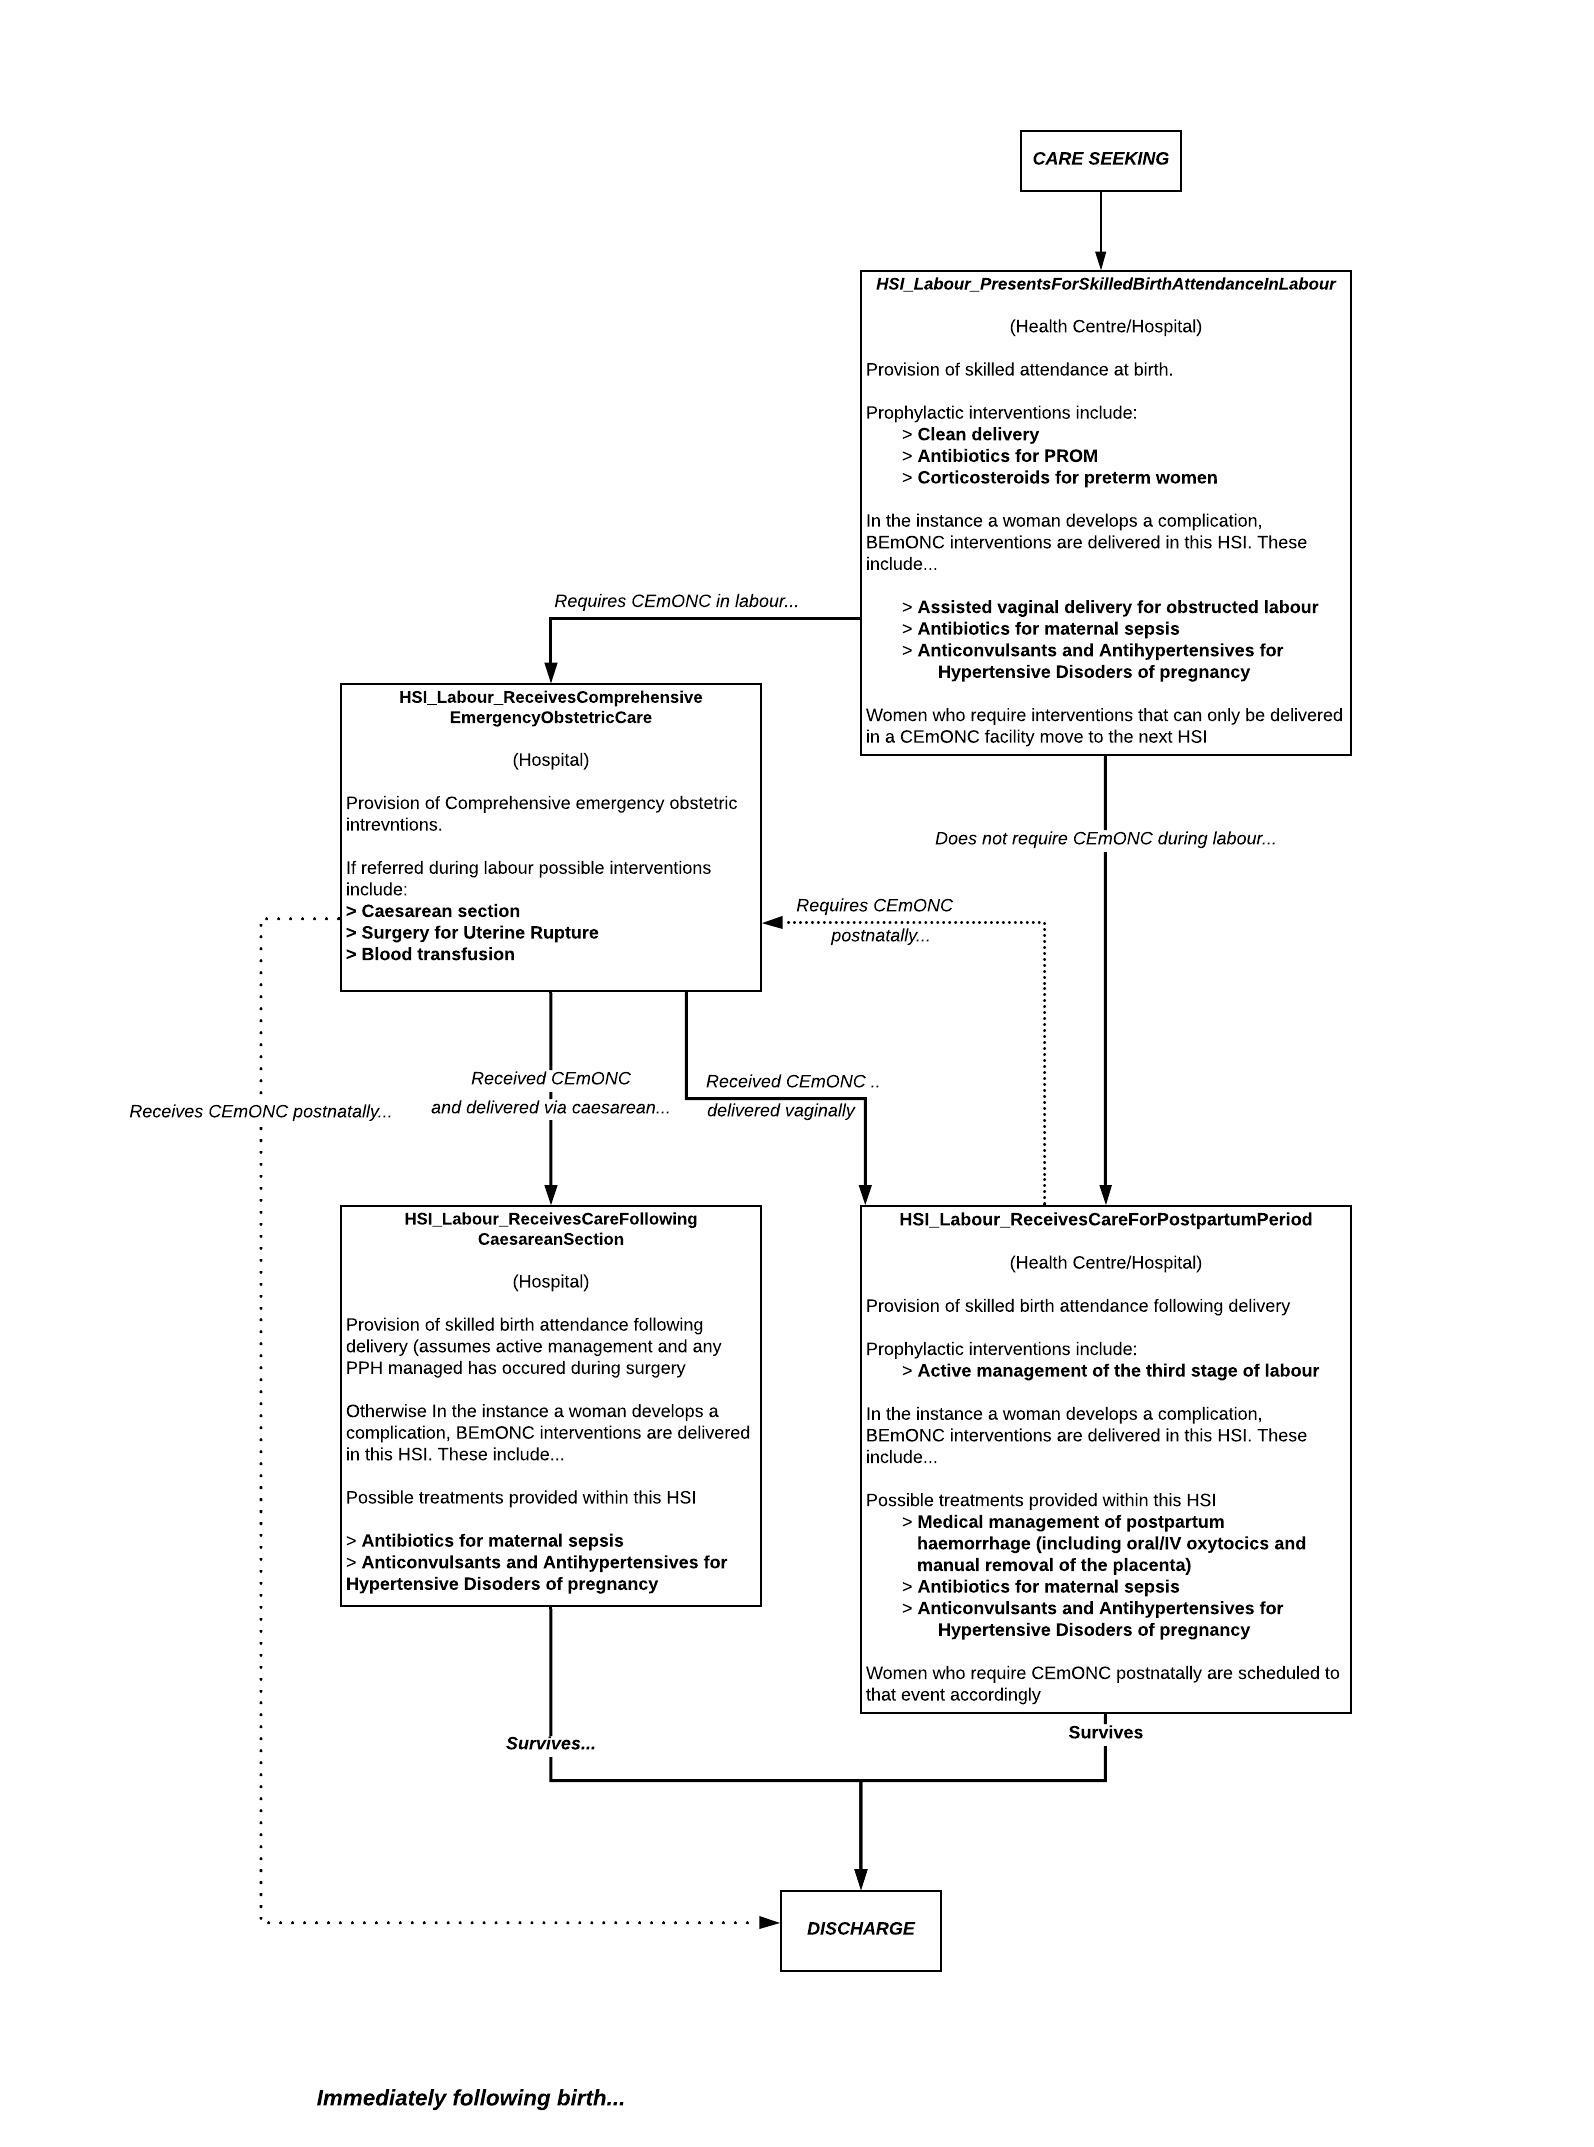 CARE SEEKING
HSI_Labour_PresentsForSkilledBirthAttendanceInLabour
(Health Centre/Hospital)
Provision of skilled attendance at birth.
Prophylactic interventions include:
> Clean delivery
> Antibiotics for PROM
> Corticosteroids for preterm women
In the instance a woman develops a complication,
BEmONC interventions are delivered in this HSI. These
include...
> Assisted vaginal delivery for obstructed labour
> Antibiotics for maternal sepsis
> Anticonvulsants and Antihypertensives for
Hypertensive Disoders of pregnancy
Women who require interventions that can only be delivered
in a CEmONC facility move to the next HSI
Requires CEmONC in labour...
HSI_Labour_ReceivesComprehensive
EmergencyObstetricCare
(Hospital)
Provision of Comprehensive emergency obstetric
intrevntions.
If referred during labour possible interventions
include:
> Caesarean section
> Surgery for Uterine Rupture
> Blood transfusion
Does not require CEmONC during labour...
Requires CEmONC
postnatally...
Receives CEmONC postnatally...
Received CEmONC
and delivered via caesarean...
Received CEmONC ..
delivered vaginally
HSI_Labour_ReceivesCareFollowing
CaesareanSection
(Hospital)
Provision of skilled birth attendance following
delivery (assumes active management and any
PPH managed has occured during surgery
Otherwise In the instance a woman develops a
complication, BEmONC interventions are delivered
in this HSI. These include...
Possible treatments provided within this HSI
> Antibiotics for maternal sepsis
> Anticonvulsants and Antihypertensives for
Hypertensive Disoders of pregnancy
HSI_Labour_ReceivesCareForPostpartumPeriod
(Health Centre/Hospital)
Provision of skilled birth attendance following delivery
Prophylactic interventions include:
> Active management of the third stage of labour
In the instance a woman develops a complication,
BEmONC interventions are delivered in this HSI. These
include...
Possible treatments provided within this HSI
> Medical management of postpartum
haemorrhage (including oral/IV oxytocics and
manual removal of the placenta)
> Antibiotics for maternal sepsis
> Anticonvulsants and Antihypertensives for
Hypertensive Disoders of pregnancy
Women who require CEmONC postnatally are scheduled to
that event accordingly
Survives...
Survives
DISCHARGE
Immediately following birth...